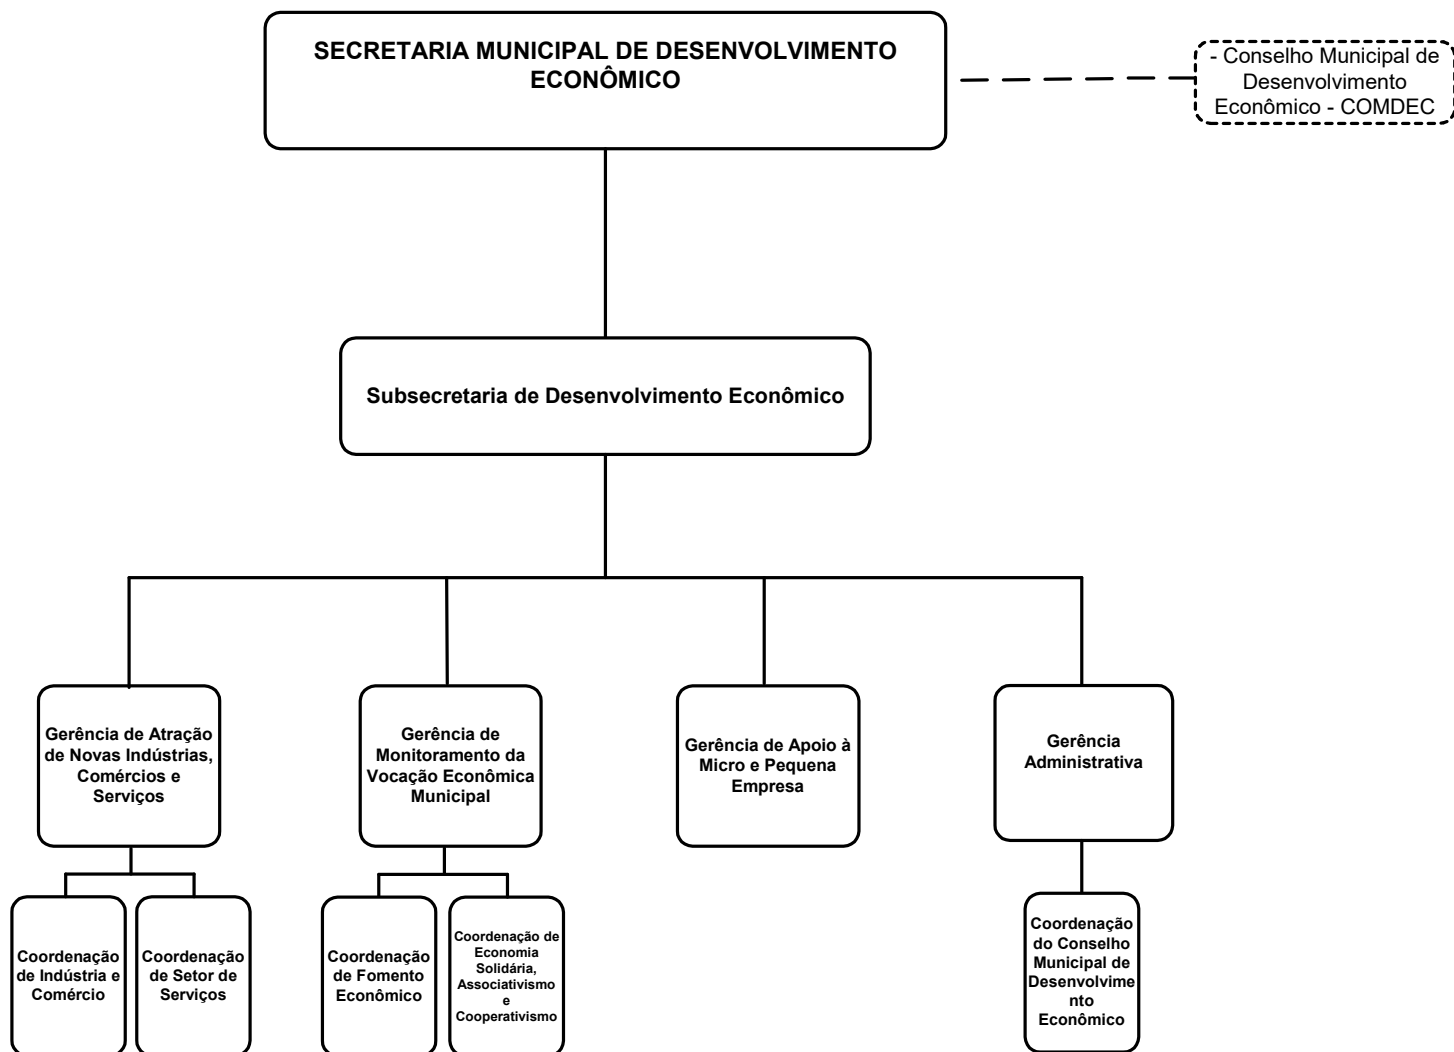 SECRETARIA MUNICIPAL DE DESENVOLVIMENTO
ECONÔMICO
- Conselho Municipal de
Desenvolvimento
Econômico - COMDEC
Subsecretaria de Desenvolvimento Econômico
Gerência de Atração
de Novas Indústrias,
Comércios e
Serviços
Gerência de
Monitoramento da
Vocação Econômica
Municipal
Gerência de Apoio à
Micro e Pequena
Empresa
Gerência
Administrativa
Coordenação
de Indústria e
Comércio
Coordenação
de Setor de
Serviços
Coordenação
de Fomento
Econômico
Coordenação de
Economia
Solidária,
Associativismo
e
Cooperativismo
Coordenação
do Conselho
Municipal de
Desenvolvime
nto
Econômico